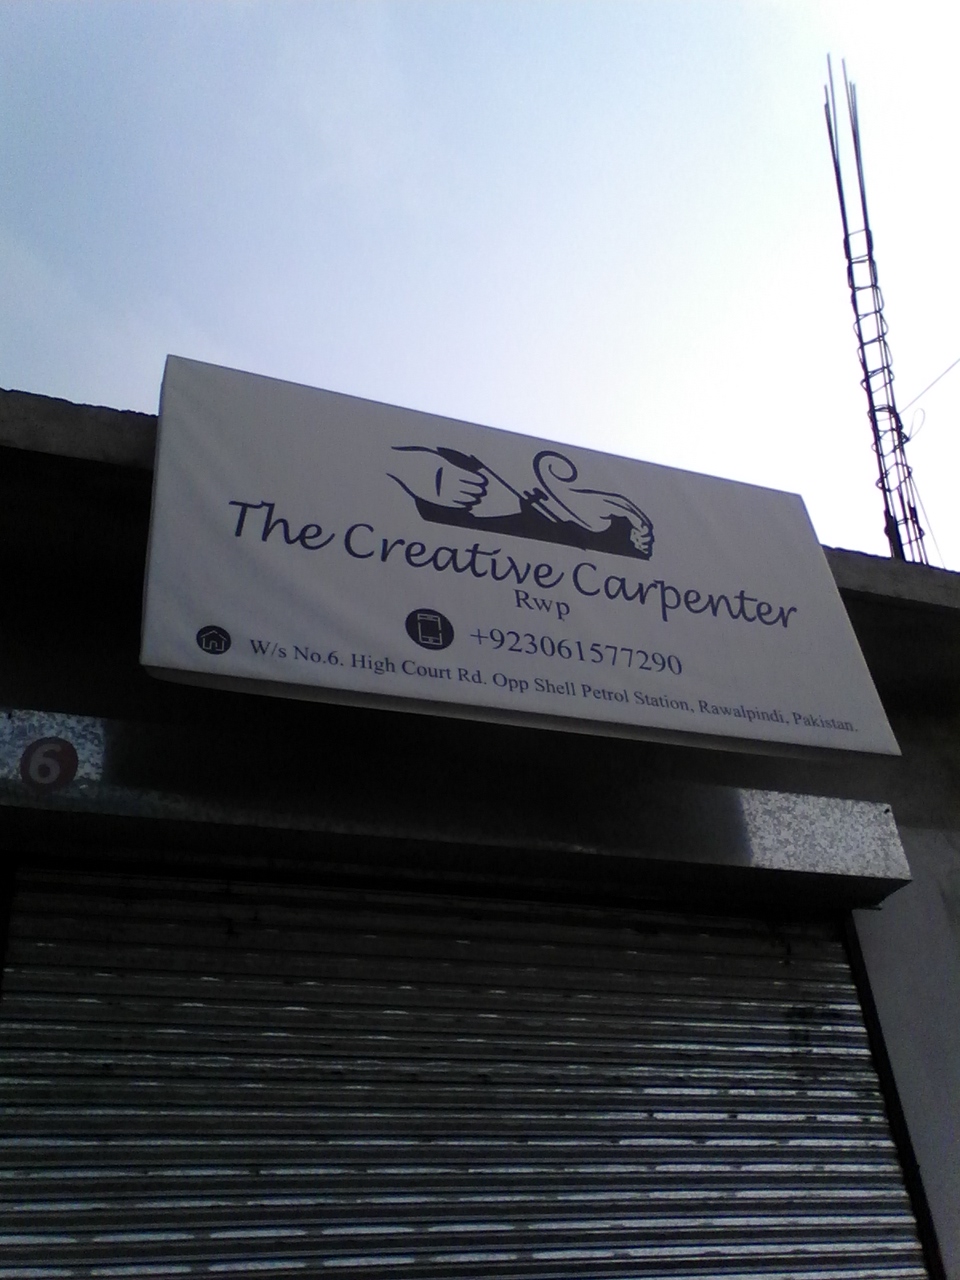 The Creative Carpenter
Rwp
+923061577290
W/s No.6. High Court Rd. Opp Shell Petrol Station, Rawalpindi, Pakistan.
6